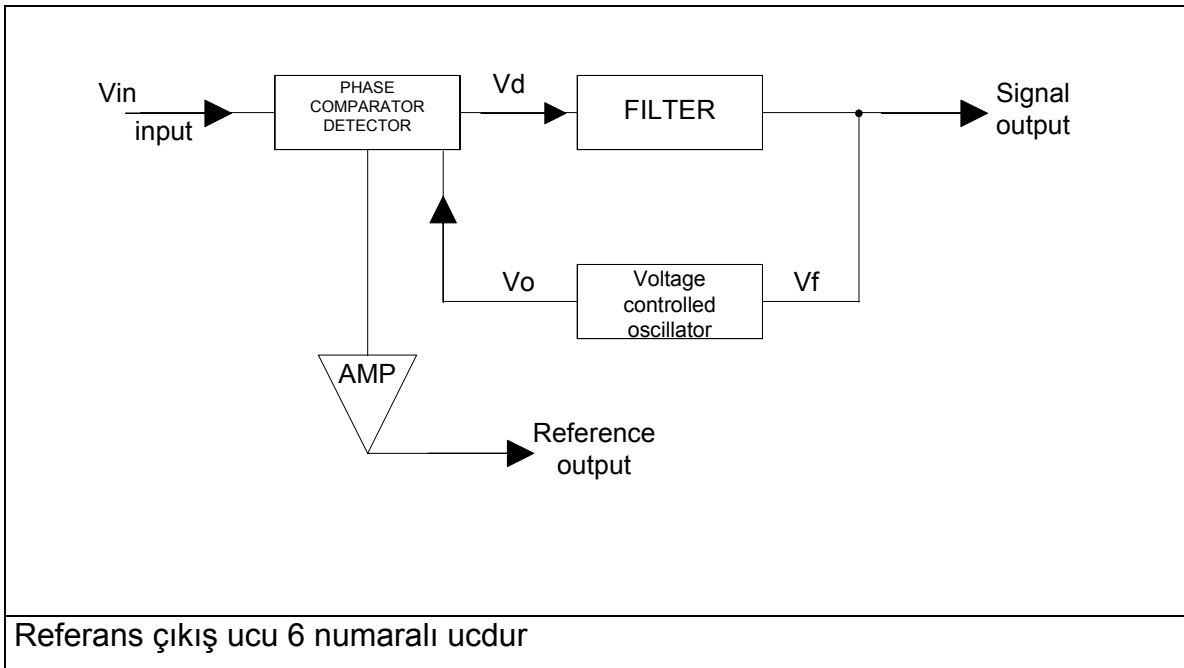 Vin
input
PHASE
COMPARATOR
DETECTOR
Vd
FILTER
Signal
output
Vo
Voltage
controlled
oscillator
Vf
AMP
Reference
output
Referans çıkış ucu 6 numaralı ucdur